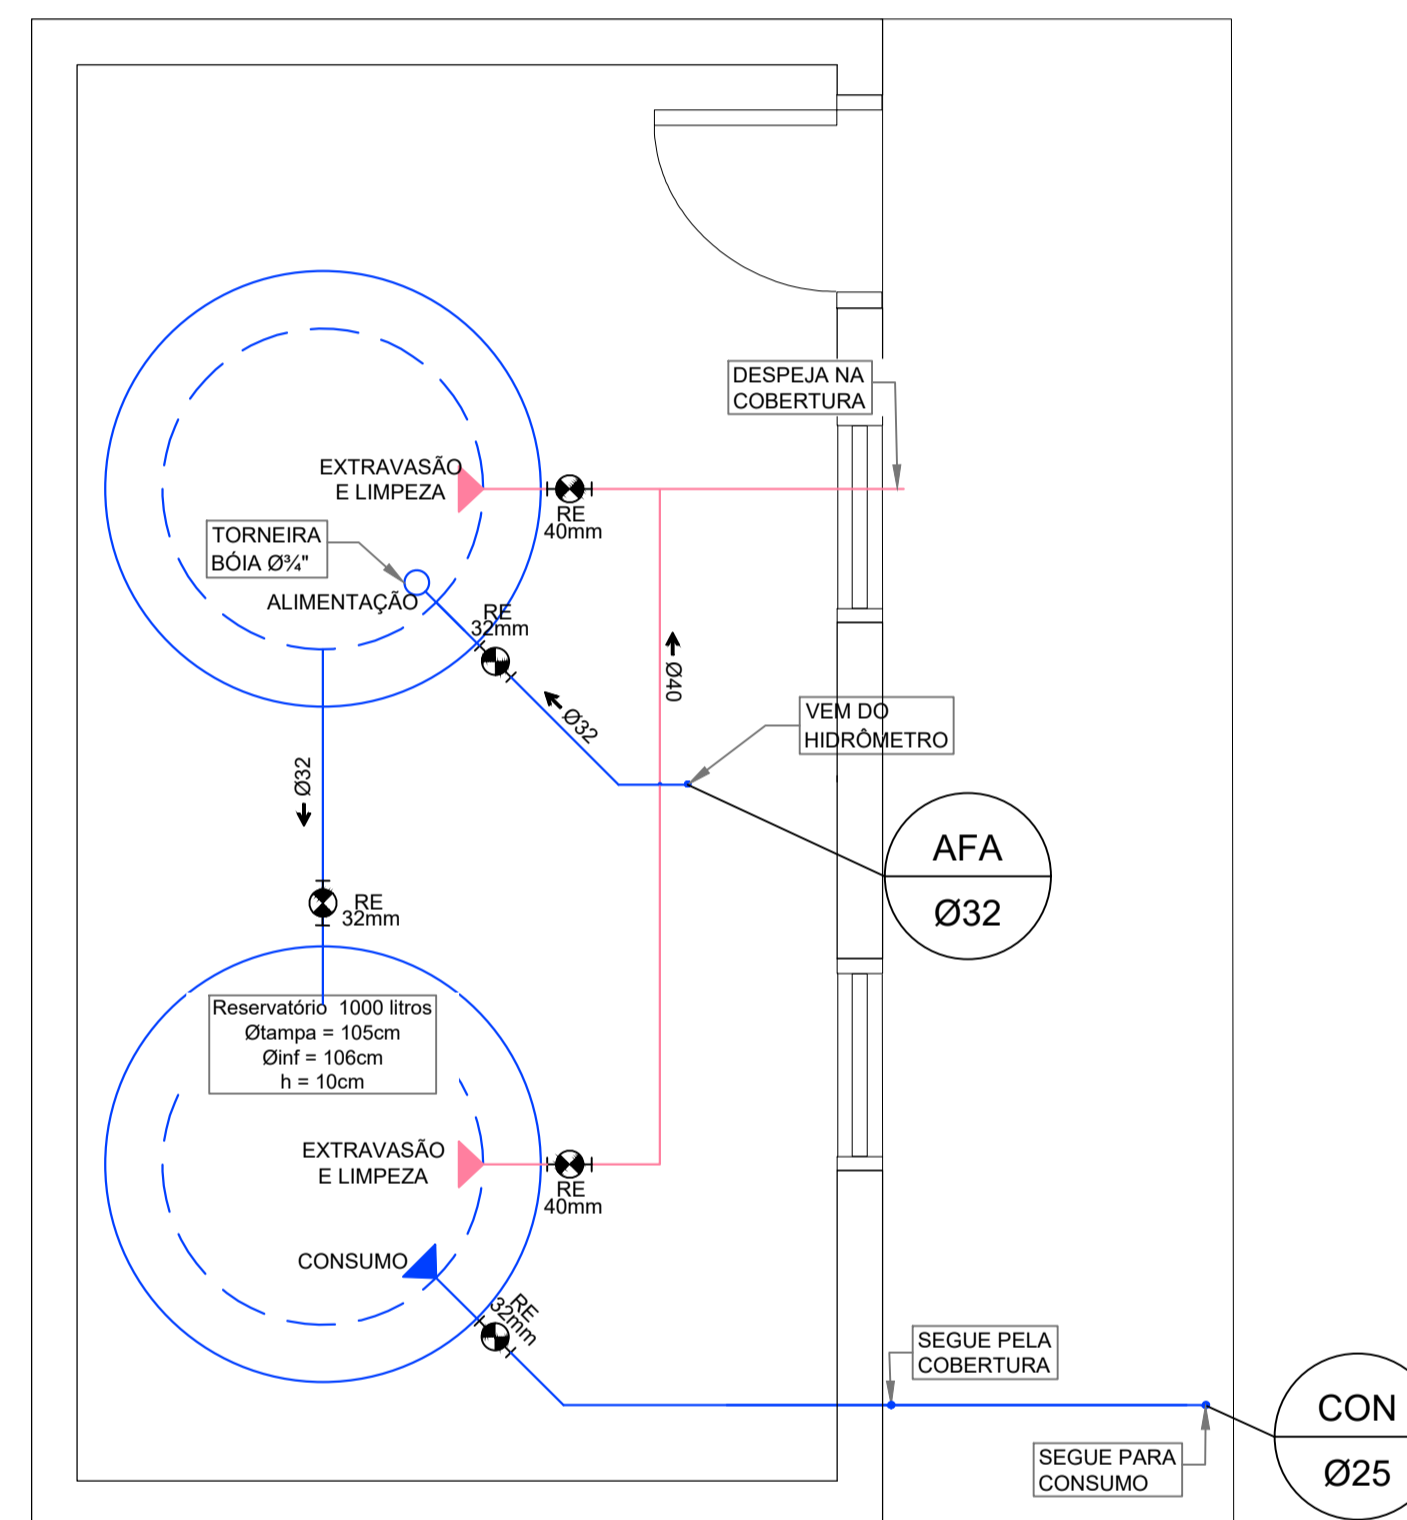 DESPEJA NA
COBERTURA
EXTRAVASÃO
E LIMPEZA
RE
40mm
TORNEIRA
BÓIA Ø¾"
ALIMENTAÇÃO
RE
32mm
Ø40
Ø32
VEM DO
HIDRÔMETRO
Ø32
AFA
Ø32
RE
32mm
Reservatório 1000 litros
Øtampa = 105cm
Øinf = 106cm
h = 10cm
EXTRAVASÃO
E LIMPEZA
RE
40mm
CONSUMO
RE
32mm
SEGUE PELA
COBERTURA
CON
Ø25
SEGUE PARA
CONSUMO